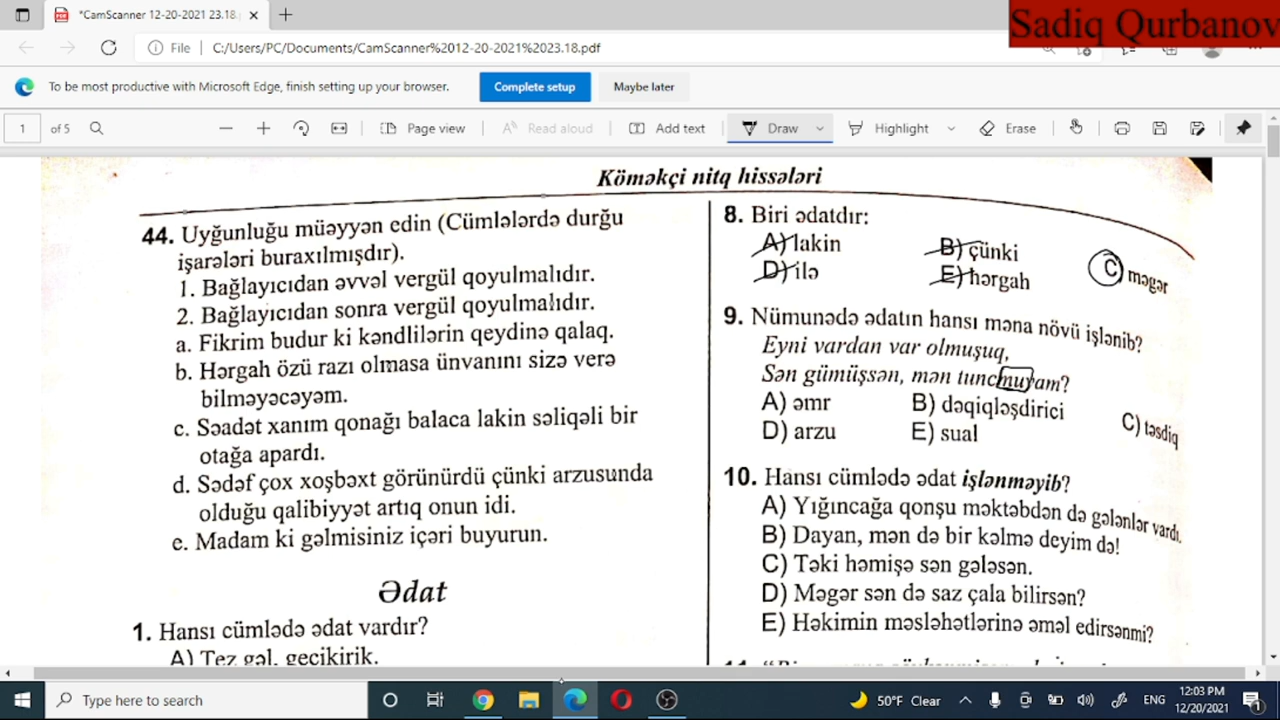 *CamScanner 12-20-2021 23.18.
Sadiq Qurbanov
File
C:/Users/PC/Documents/CamScanner%2012-20-2021%2023.18.pdf
To be most productive with Microsoft Edge, finish setting up your browser.
Complete setup
Maybe later
1 of 5
Page view
Read aloud
Add text
Draw
Highlight
Erase
Köməkçi nitq hissələri
44. Uyğunluğu müəyyən edin (Cümlələrdə durğu
işarələri buraxılmışdır).
1. Bağlayıcıdan əvvəl vergül qoyulmalıdır.
2. Bağlayıcıdan sonra vergül qoyulmalıdır.
a. Fikrim budur ki kəndlilərin qeydinə qalaq.
b. Hərgah özü razı olmasa ünvanını sizə verə
bilməyəcəyəm.
c. Səadət xanım qonağı balaca lakin səliqəli bir
otağa apardı.
d. Sədəf çox xoşbəxt görünürdü çünki arzusunda
olduğu qalibiyyət artıq onun idi.
e. Madam ki gəlmisiniz içəri buyurun.
Ədat
1. Hansı cümlədə ədat vardır?
A) Tez gəl, gecikirik.
8. Biri ədatdır:
A) lakin B) çünki C) məgər
D) ilə E) hərgah
9. Nümunədə ədatın hansı məna növü işlənib?
Eyni vardan var olmuşuq,
Sən gümüşsən, mən tuncmuyam?
A) əmr B) dəqiqləşdirici C) təsdiq
D) arzu E) sual
10. Hansı cümlədə ədat işlənməyib?
A) Yığıncağa qonşu məktəbdən də gələnlər vardı.
B) Dayan, mən də bir kəlmə deyim də!
C) Təki həmişə sən gələsən.
D) Məgər sən də saz çala bilirsən?
E) Həkimin məsləhətlərinə əməl edirsənmi?
Type here to search
50°F Clear
ENG
12:03 PM
12/20/2021
1